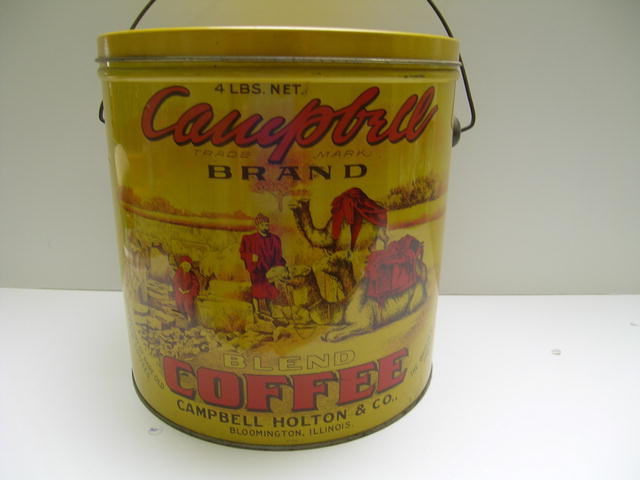 4 LBS. NET.
Campbell
TRADE MARK
BRAND
BLEND
COFFEE
CAMPBELL HOLTON & CO.,
BLOOMINGTON, ILLINOIS.